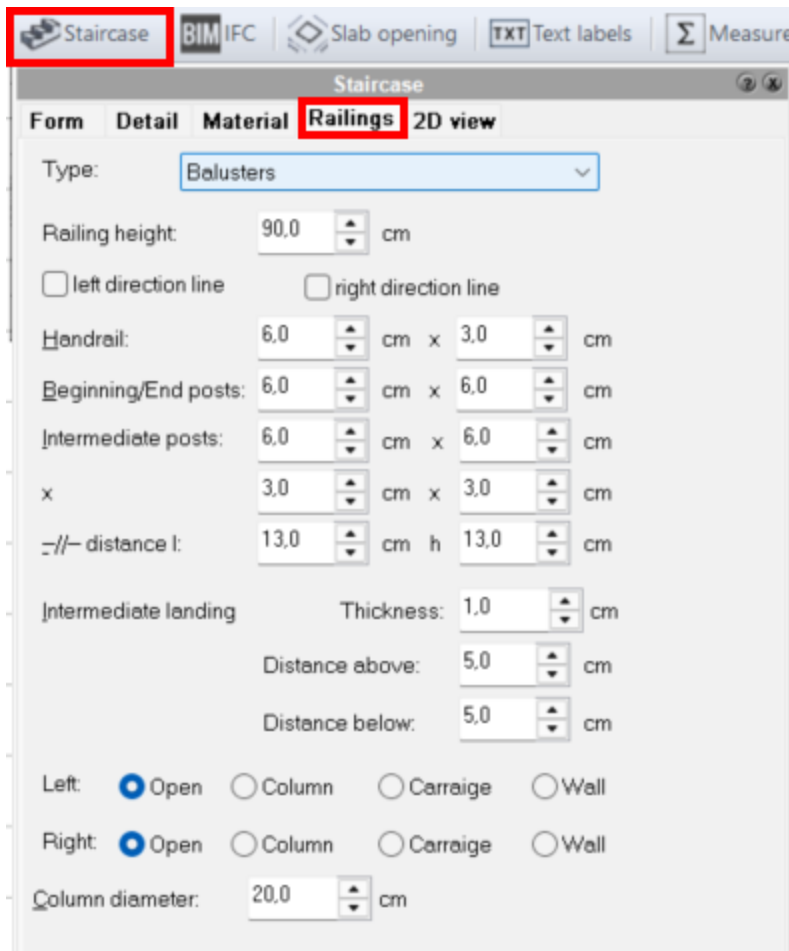 Staircase BIM IFC Slab opening TXT Text labels Σ Measure
Staircase ? x
Form Detail Material Railings 2D view
Type: Balusters
Railing height: 90,0 cm
left direction line right direction line
Handrail: 6,0 cm x 3,0 cm
Beginning/End posts: 6,0 cm x 6,0 cm
Intermediate posts: 6,0 cm x 6,0 cm
x 3,0 cm x 3,0 cm
-//- distance l: 13,0 cm h 13,0 cm
Intermediate landing Thickness: 1,0 cm
Distance above: 5,0 cm
Distance below: 5,0 cm
Left: Open Column Carraige Wall
Right: Open Column Carraige Wall
Column diameter: 20,0 cm